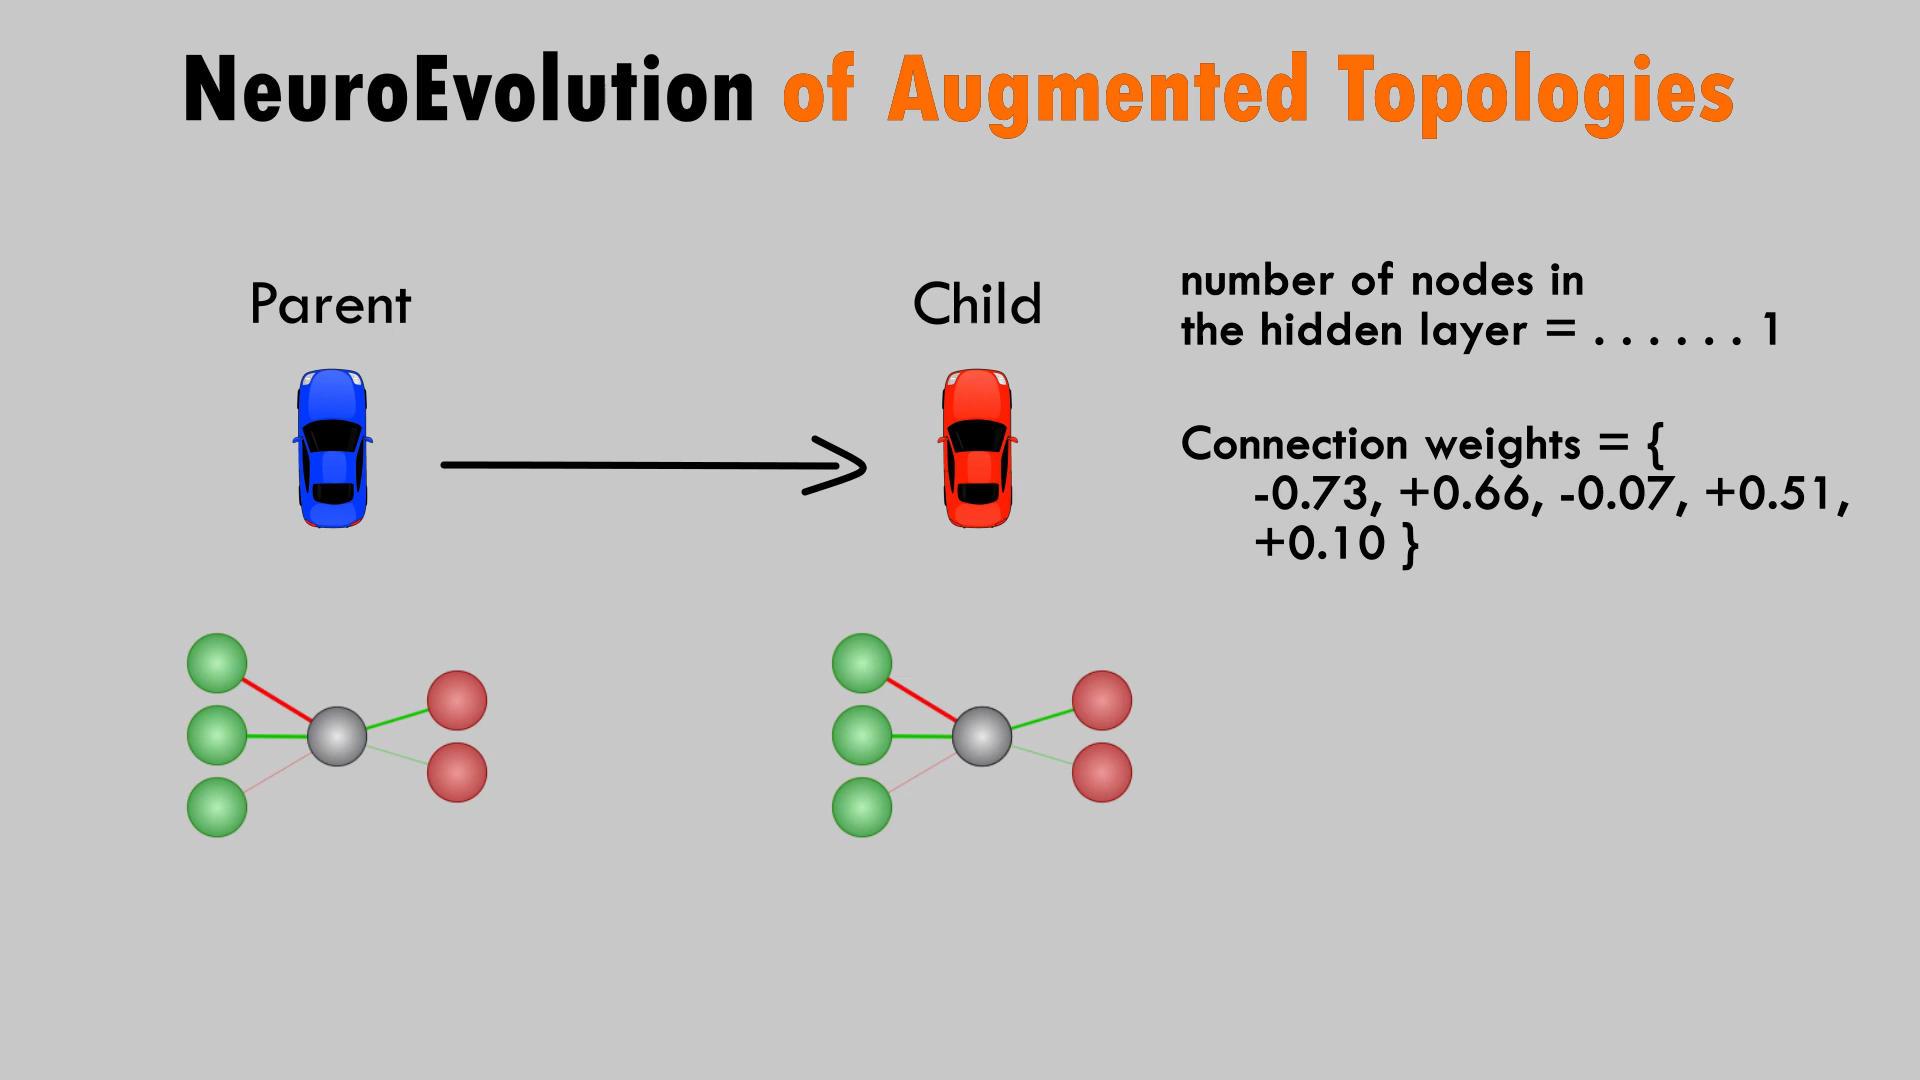 NeuroEvolution of Augmented Topologies
Parent
Child
number of nodes in
the hidden layer = . . . . . . 1
Connection weights = {
-0.73, +0.66, -0.07, +0.51,
+0.10 }